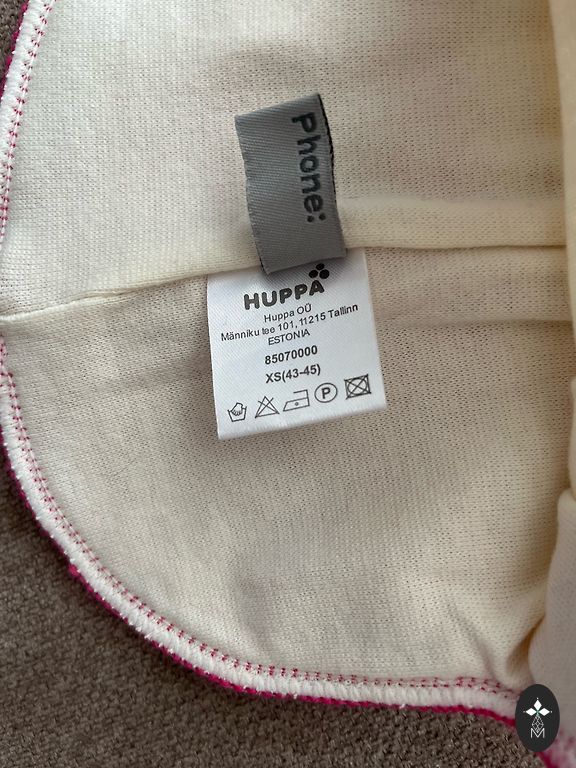 Phone:
HUPPA
Huppa OÜ
Männiku tee 101, 11215 Tallinn
ESTONIA
85070000
XS(43-45)
P
M